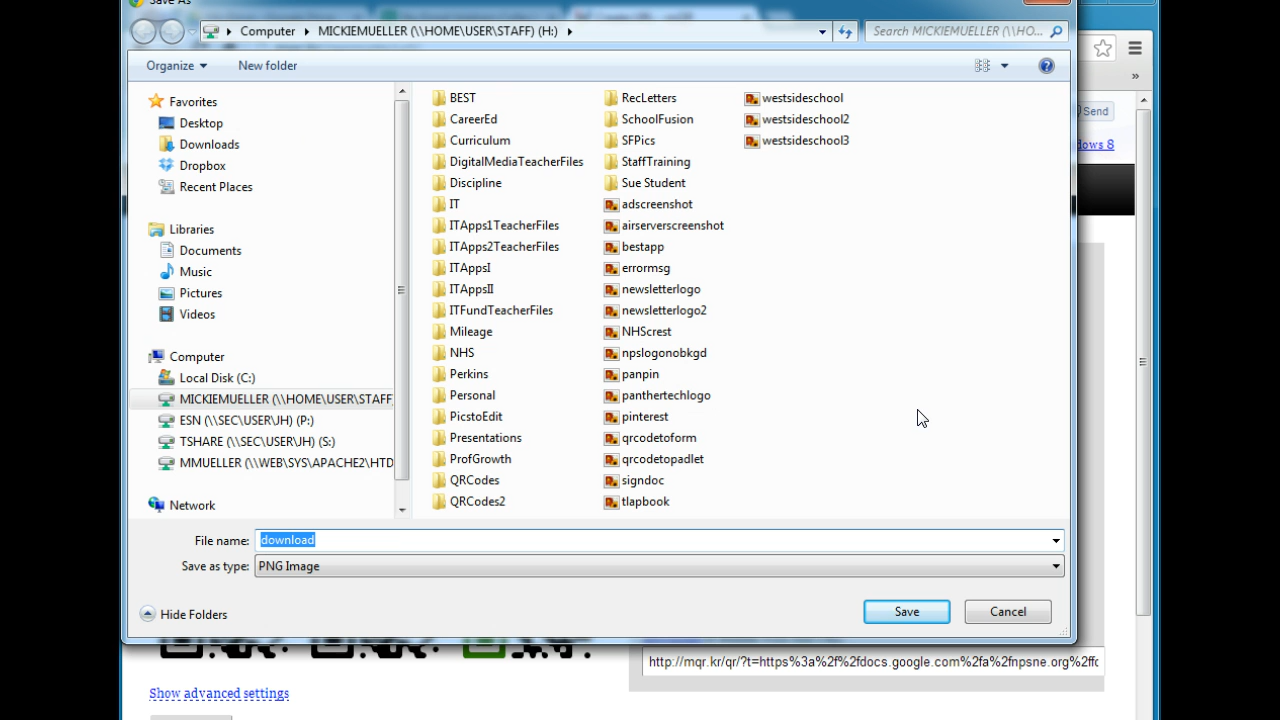 Save As
Computer MICKIEMUELLER (\\HOME\USER\STAFF) (H:)
Search MICKIEMUELLER (\\HO...
Organize New folder
Favorites
Desktop
Downloads
Dropbox
Recent Places
Libraries
Documents
Music
Pictures
Videos
Computer
Local Disk (C:)
MICKIEMUELLER (\\HOME\USER\STAFF
ESN (\\SEC\USER\JH) (P:)
TSHARE (\\SEC\USER\JH) (S:)
MMUELLER (\\WEB\SYS\APACHE2\HTD
Network
BEST
CareerEd
Curriculum
DigitalMediaTeacherFiles
Discipline
IT
ITApps1TeacherFiles
ITApps2TeacherFiles
ITAppsI
ITAppsII
ITFundTeacherFiles
Mileage
NHS
Perkins
Personal
PicstoEdit
Presentations
ProfGrowth
QRCodes
QRCodes2
RecLetters
SchoolFusion
SFPics
StaffTraining
Sue Student
adscreenshot
airserverscreenshot
bestapp
errormsg
newsletterlogo
newsletterlogo2
NHScrest
npslogonobkgd
panpin
panthertechlogo
pinterest
qrcodetoform
qrcodetopadlet
signdoc
tlapbook
westsideschool
westsideschool2
westsideschool3
File name: download
Save as type: PNG Image
Hide Folders
Save Cancel
»
Send
dows 8
http://mqr.kr/qr/?t=https%3a%2f%2fdocs.google.com%2fa%2fnpsne.org%2ffc
Show advanced settings